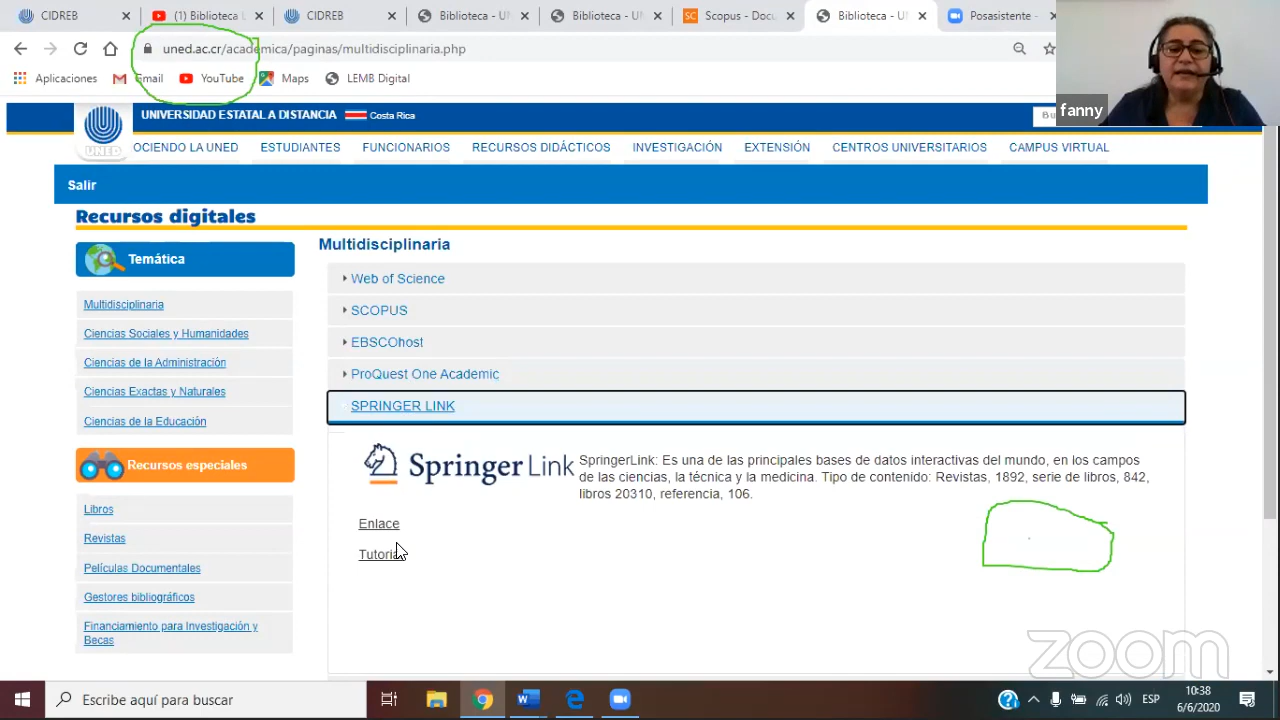 CIDREB
(1) Biblioteca U
CIDREB
Biblioteca - UN
Biblioteca - UN
Scopus - Docu
Biblioteca - UN
Posasistente -
uned.ac.cr/academica/paginas/multidisciplinaria.php
Aplicaciones
Gmail
YouTube
Maps
LEMB Digital
fanny
UNED
UNIVERSIDAD ESTATAL A DISTANCIA
Costa Rica
Bu
OCIENDO LA UNED
ESTUDIANTES
FUNCIONARIOS
RECURSOS DIDÁCTICOS
INVESTIGACIÓN
EXTENSIÓN
CENTROS UNIVERSITARIOS
CAMPUS VIRTUAL
Salir
Recursos digitales
Temática
Multidisciplinaria
Ciencias Sociales y Humanidades
Ciencias de la Administración
Ciencias Exactas y Naturales
Ciencias de la Educación
Recursos especiales
Libros
Revistas
Películas Documentales
Gestores bibliográficos
Financiamiento para Investigación y
Becas
Multidisciplinaria
Web of Science
SCOPUS
EBSCOhost
ProQuest One Academic
SPRINGER LINK
Springer Link
SpringerLink: Es una de las principales bases de datos interactivas del mundo, en los campos
de las ciencias, la técnica y la medicina. Tipo de contenido: Revistas, 1892, serie de libros, 842,
libros 20310, referencia, 106.
Enlace
Tutorial
zoom
Escribe aquí para buscar
ESP
10:38
6/6/2020